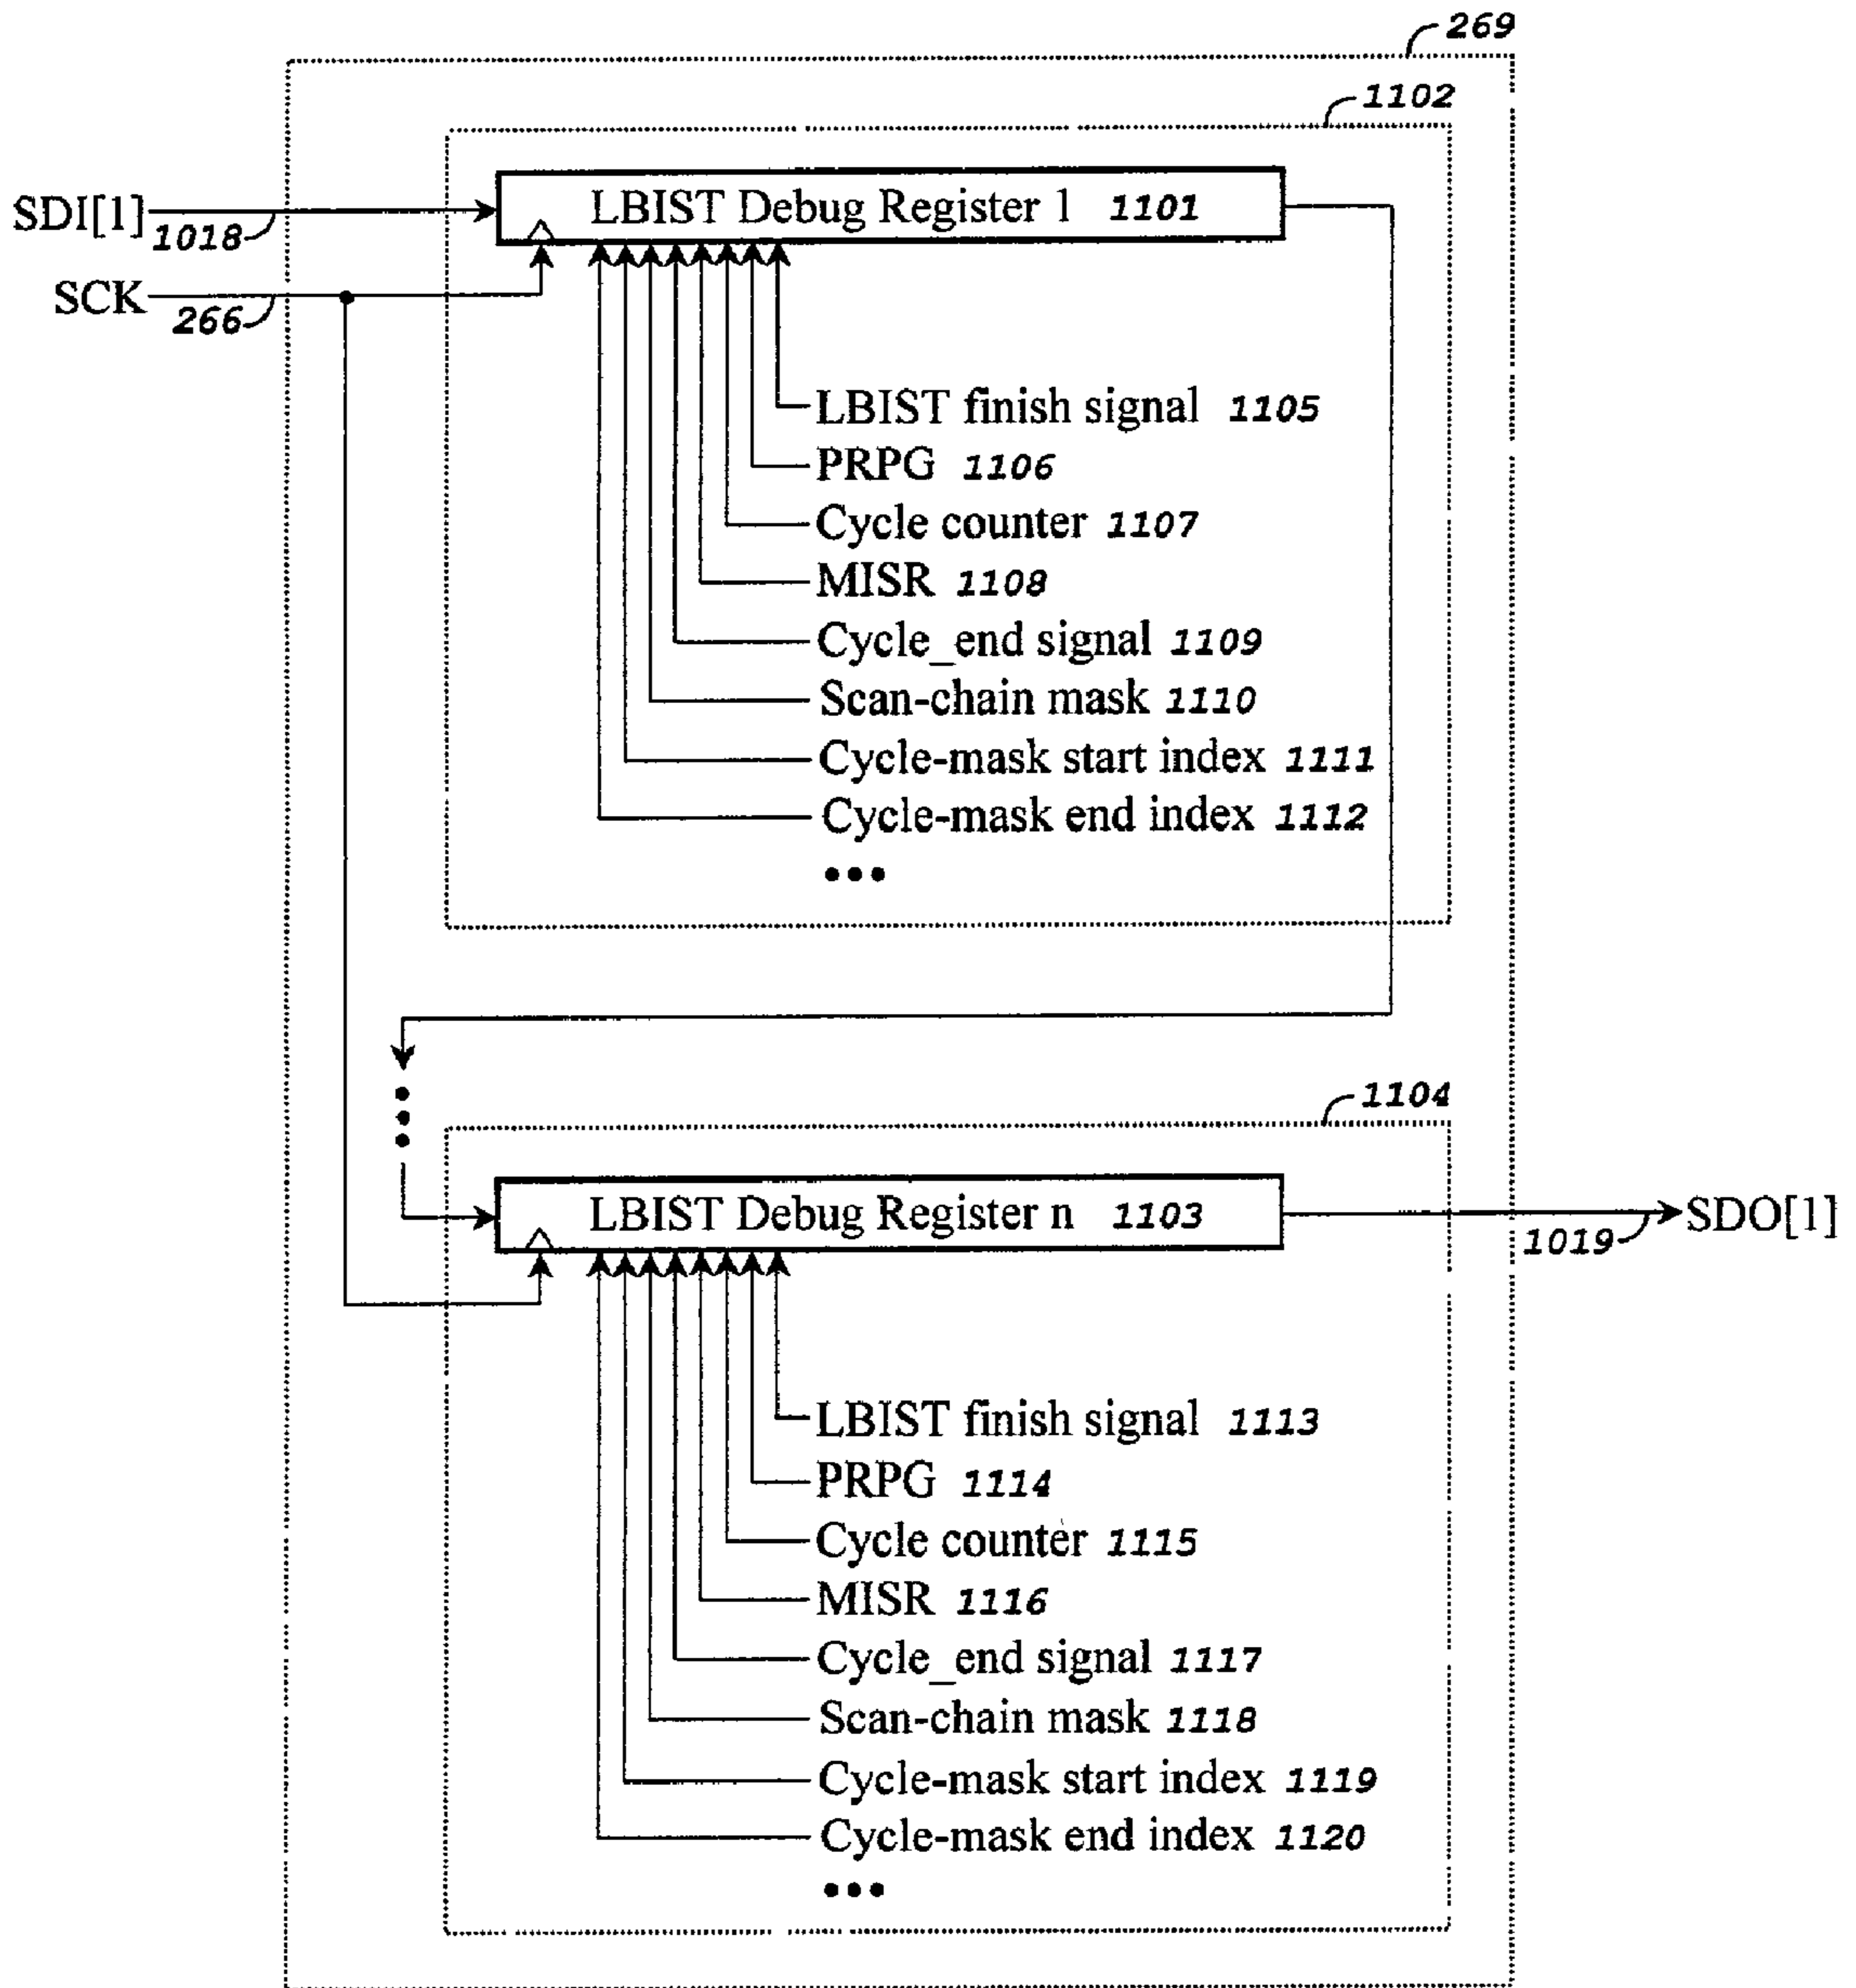 269
1102
LBIST Debug Register 1 1101
SDI[1]
1018
SCK
266
LBIST finish signal 1105
PRPG 1106
Cycle counter 1107
MISR 1108
Cycle_end signal 1109
Scan-chain mask 1110
Cycle-mask start index 1111
Cycle-mask end index 1112
•••
1104
LBIST Debug Register n 1103
SDO[1]
1019
LBIST finish signal 1113
PRPG 1114
Cycle counter 1115
MISR 1116
Cycle_end signal 1117
Scan-chain mask 1118
Cycle-mask start index 1119
Cycle-mask end index 1120
•••